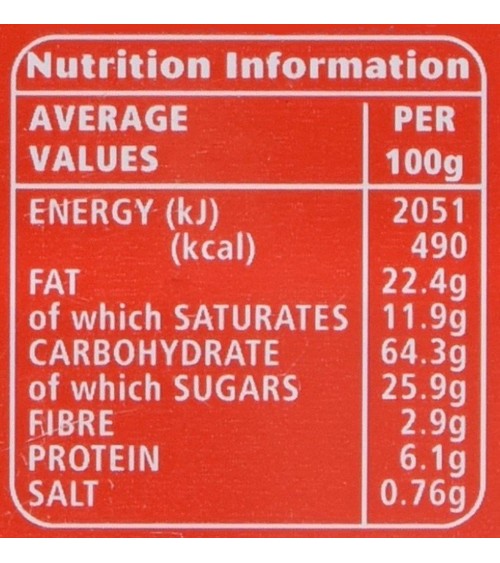 Nutrition Information
AVERAGE VALUES PER 100g
ENERGY (kJ) 2051
(kcal) 490
FAT 22.4g
of which SATURATES 11.9g
CARBOHYDRATE 64.3g
of which SUGARS 25.9g
FIBRE 2.9g
PROTEIN 6.1g
SALT 0.76g